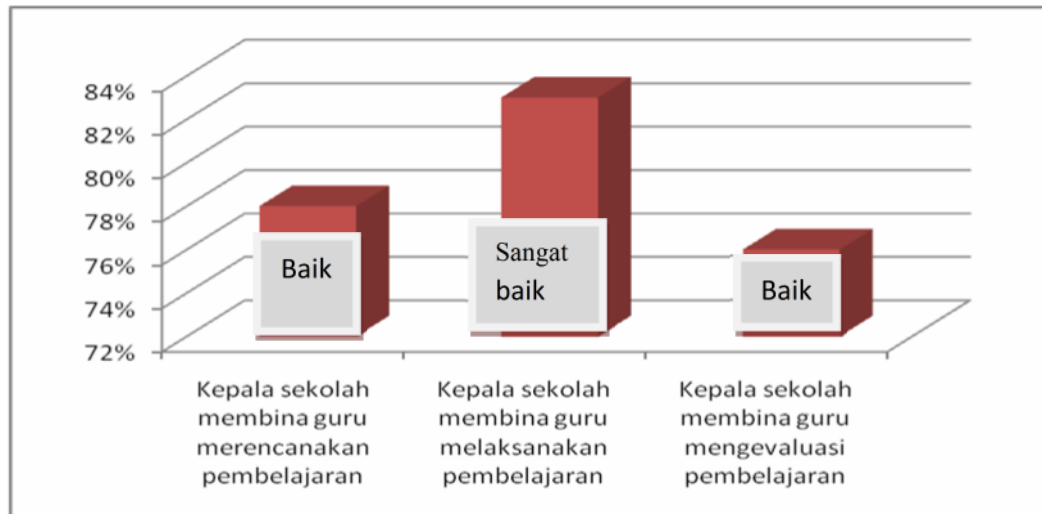 84%
82%
80%
78%
76%
74%
72%
Baik
Sangat
baik
Baik
Kepala sekolah
membina guru
merencanakan
pembelajaran
Kepala sekolah
membina guru
melaksanakan
pembelajaran
Kepala sekolah
membina guru
mengevaluasi
pembelajaran